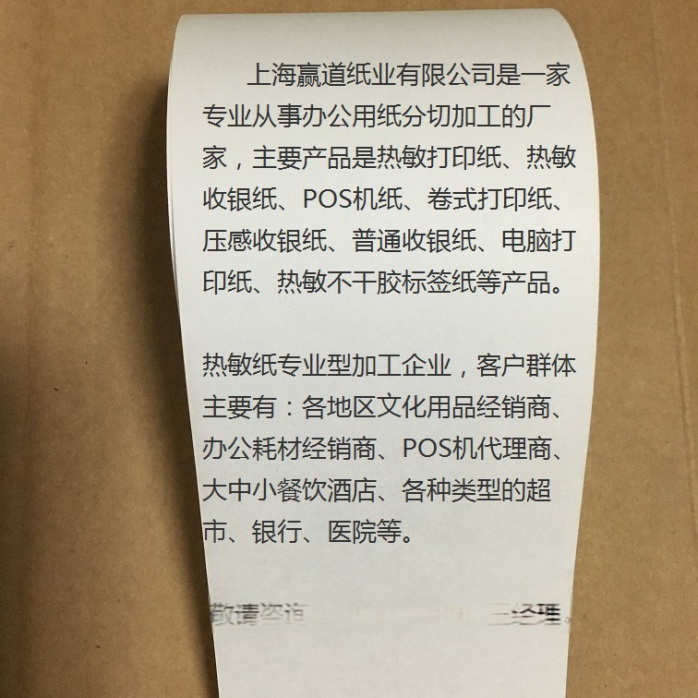 上海赢道纸业有限公司是一家
专业从事办公用纸分切加工的厂
家，主要产品是热敏打印纸、热敏
收银纸、POS机纸、卷式打印纸、
压感收银纸、普通收银纸、电脑打
印纸、热敏不干胶标签纸等产品。
热敏纸专业型加工企业，客户群体
主要有：各地区文化用品经销商、
办公耗材经销商、POS机代理商、
大中小餐饮酒店、各种类型的超
市、银行、医院等。
敬请咨询 经理。